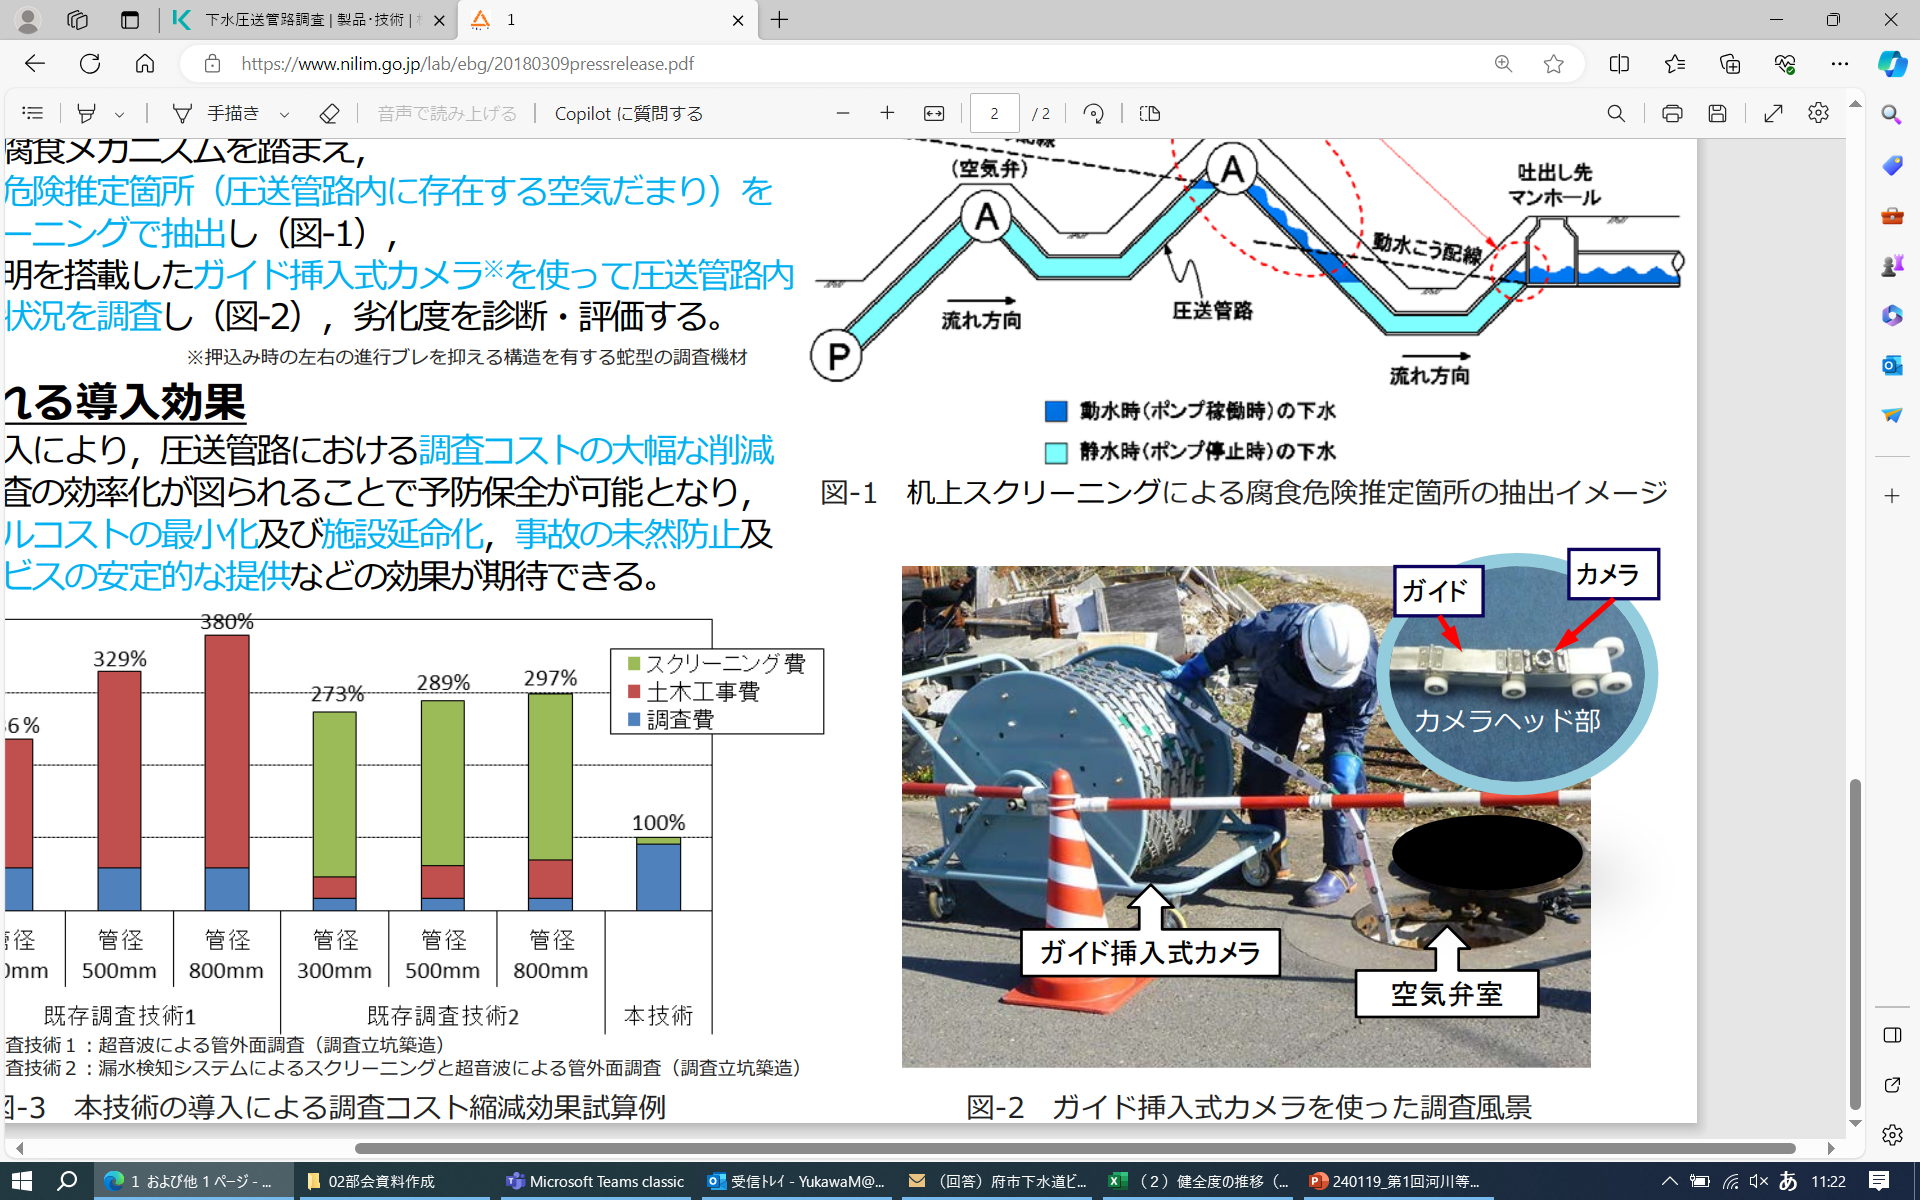 下水圧送管路調査 | 製品・技術 |
1
https://www.nilim.go.jp/lab/ebg/20180309pressrelease.pdf
手描き
音声で読み上げる
Copilot に質問する
2
/ 2
腐食メカニズムを踏まえ，
危険推定箇所（圧送管路内に存在する空気だまり）を
ーニングで抽出し（図-1），
明を搭載したガイド挿入式カメラ※を使って圧送管路内
状況を調査し（図-2），劣化度を診断・評価する。
※押込み時の左右の進行ブレを抑える構造を有する蛇型の調査機材
れる導入効果
入により，圧送管路における調査コストの大幅な削減
査の効率化が図られることで予防保全が可能となり，
ルコストの最小化及び施設延命化，事故の未然防止及
ビスの安定的な提供などの効果が期待できる。
380%
329%
6%
273%
289%
297%
100%
スクリーニング費
土木工事費
調査費
管径
0mm
管径
500mm
管径
800mm
管径
300mm
管径
500mm
管径
800mm
既存調査技術1
既存調査技術2
本技術
査技術１：超音波による管外面調査（調査立坑築造）
査技術２：漏水検知システムによるスクリーニングと超音波による管外面調査（調査立坑築造）
図-3　本技術の導入による調査コスト縮減効果試算例
配線
(空気弁)
A
A
P
吐出し先
マンホール
動水こう配線
圧送管路
流れ方向
流れ方向
動水時(ポンプ稼働時)の下水
静水時(ポンプ停止時)の下水
図-1　机上スクリーニングによる腐食危険推定箇所の抽出イメージ
ガイド
カメラ
カメラヘッド部
ガイド挿入式カメラ
空気弁室
図-2　ガイド挿入式カメラを使った調査風景
1 および他 1 ページ - ...
02部会資料作成
Microsoft Teams classic
受信トレイ - YukawaM@...
（回答）府市下水道ビ...
（２）健全度の推移（...
240119_第1回河川等...
あ
11:22